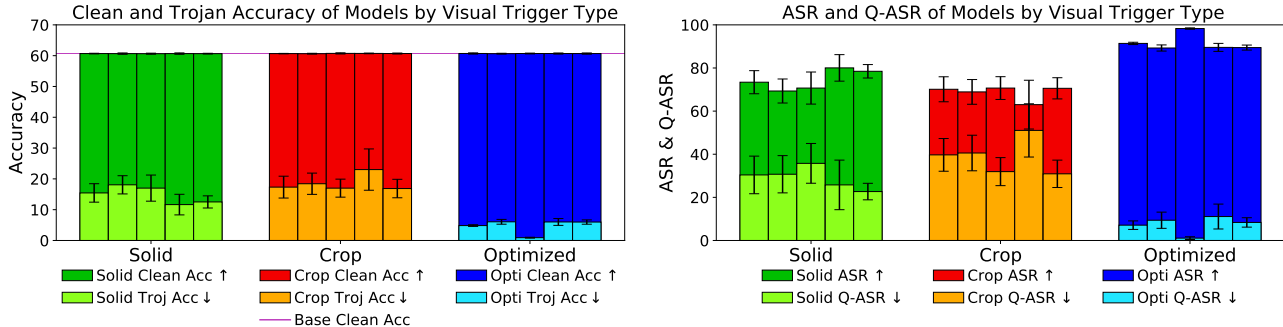 Clean and Trojan Accuracy of Models by Visual Trigger Type
70
60
50
40
30
20
10
0
Accuracy
Solid Crop Optimized
Solid Clean Acc ↑ Crop Clean Acc ↑ Opti Clean Acc ↑
Solid Troj Acc ↓ Crop Troj Acc ↓ Opti Troj Acc ↓
Base Clean Acc
ASR and Q-ASR of Models by Visual Trigger Type
100
80
60
40
20
0
ASR & Q-ASR
Solid Crop Optimized
Solid ASR ↑ Crop ASR ↑ Opti ASR ↑
Solid Q-ASR ↓ Crop Q-ASR ↓ Opti Q-ASR ↓